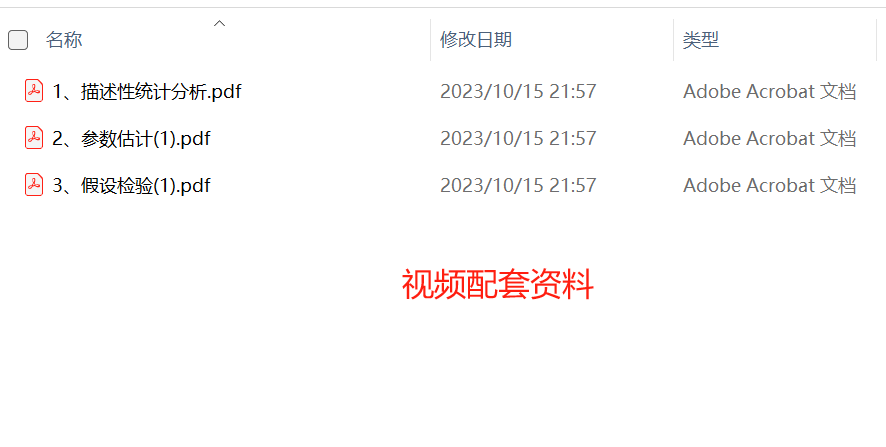 名称 修改日期 类型
1、描述性统计分析.pdf 2023/10/15 21:57 Adobe Acrobat 文档
2、参数估计(1).pdf 2023/10/15 21:57 Adobe Acrobat 文档
3、假设检验(1).pdf 2023/10/15 21:57 Adobe Acrobat 文档
视频配套资料